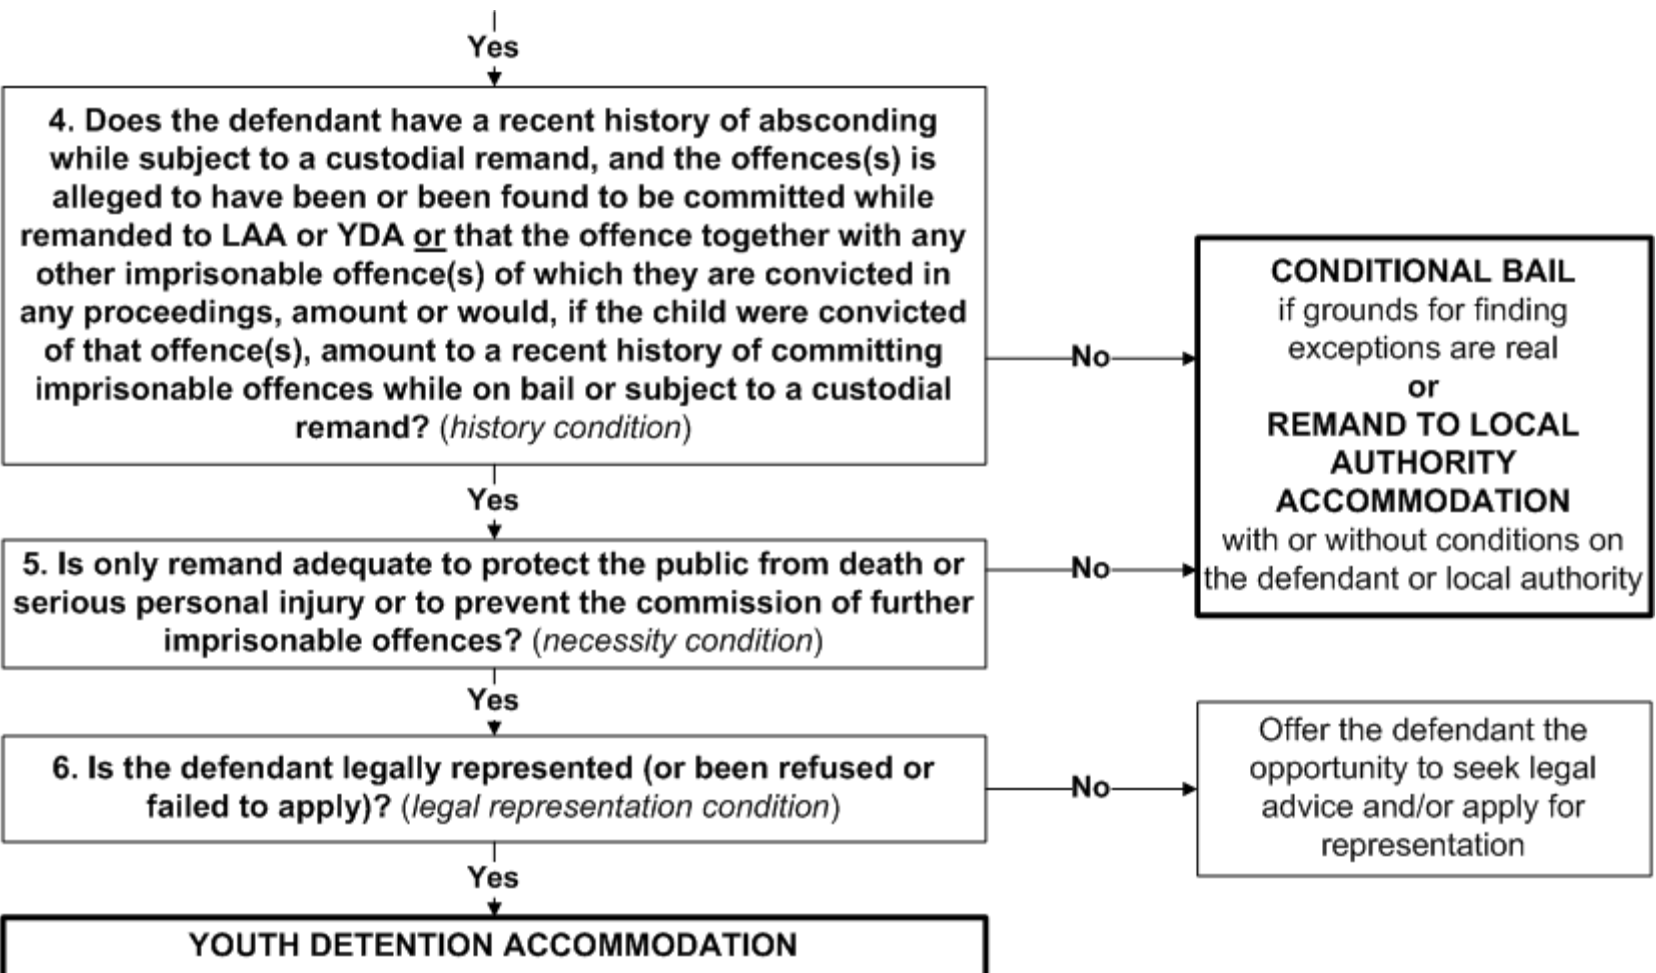 Yes
4. Does the defendant have a recent history of absconding
while subject to a custodial remand, and the offences(s) is
alleged to have been or been found to be committed while
remanded to LAA or YDA or that the offence together with any
other imprisonable offence(s) of which they are convicted in
any proceedings, amount or would, if the child were convicted
of that offence(s), amount to a recent history of committing
imprisonable offences while on bail or subject to a custodial
remand? (history condition)
No
CONDITIONAL BAIL
if grounds for finding
exceptions are real
or
REMAND TO LOCAL
AUTHORITY
ACCOMMODATION
with or without conditions on
the defendant or local authority
Yes
5. Is only remand adequate to protect the public from death or
serious personal injury or to prevent the commission of further
imprisonable offences? (necessity condition)
No
Yes
6. Is the defendant legally represented (or been refused or
failed to apply)? (legal representation condition)
No
Offer the defendant the
opportunity to seek legal
advice and/or apply for
representation
Yes
YOUTH DETENTION ACCOMMODATION